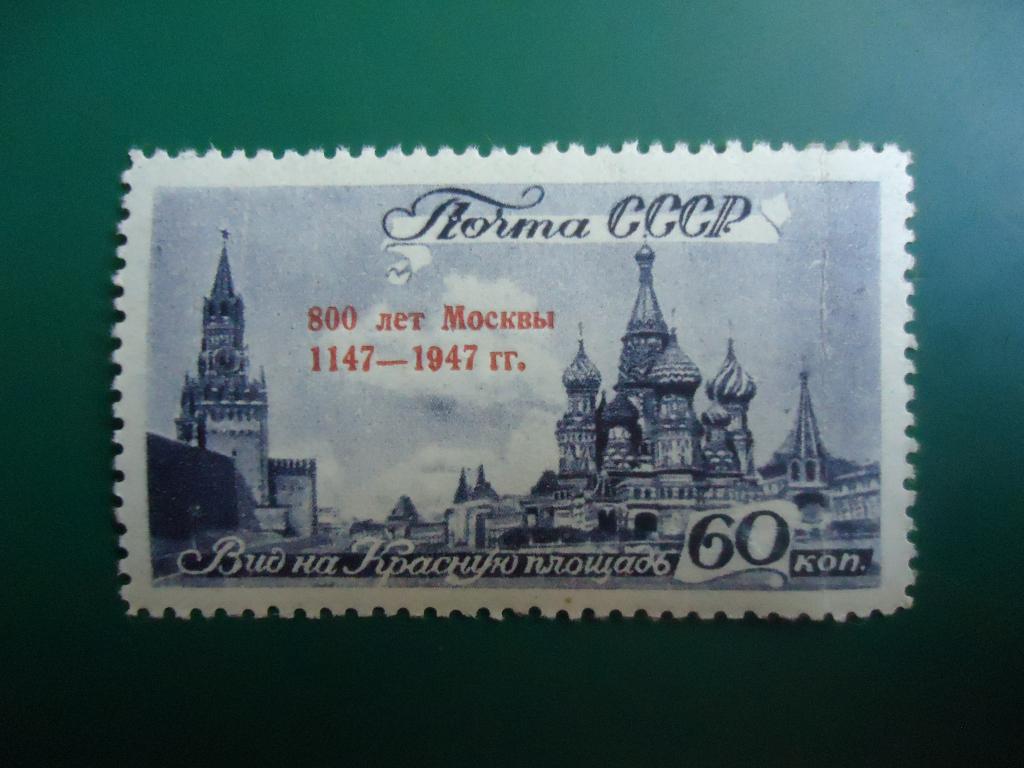 Почта СССР
800 лет Москвы
1147—1947 гг.
Вид на Красную площадь 60 коп.